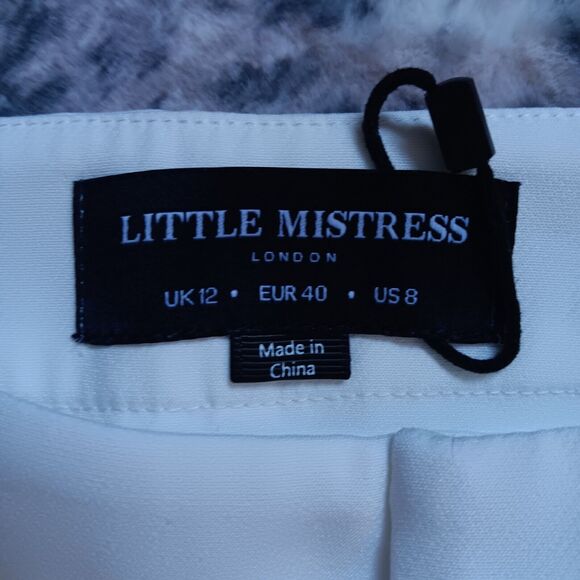 LITTLE MISTRESS
LONDON
UK 12 • EUR 40 • US 8
Made in
China